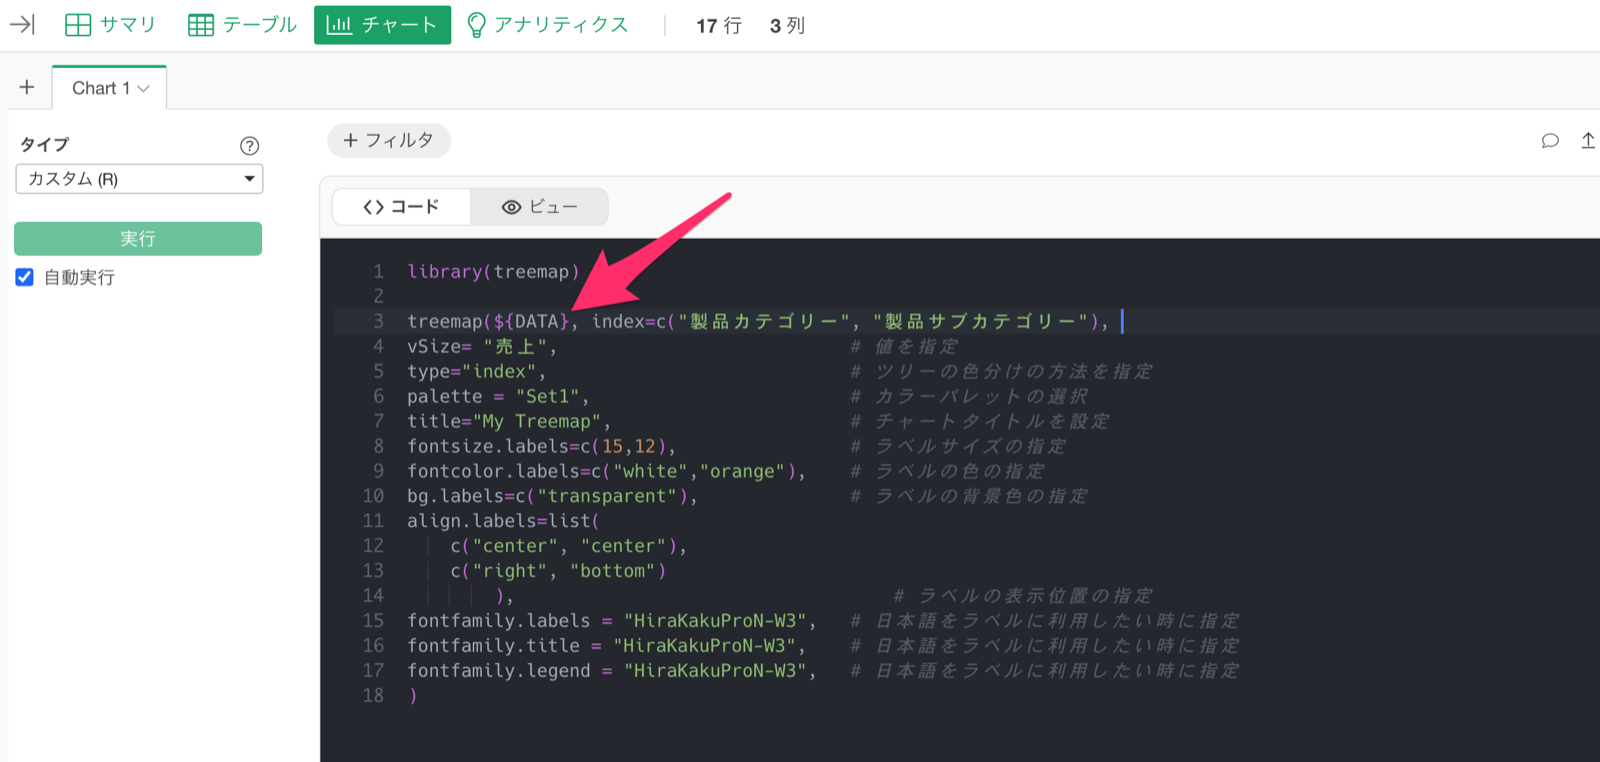 サマリ テーブル チャート アナリティクス 17 行 3 列
+ Chart 1
タイプ ?
+ フィルタ
カスタム (R)
<> コード ビュー
実行
自動実行
1 library(treemap)
2
3 treemap(${DATA}, index=c("製品カテゴリー", "製品サブカテゴリー"),
4 vSize= "売上", # 値を指定
5 type="index", # ツリーの色分けの方法を指定
6 palette = "Set1", # カラーパレットの選択
7 title="My Treemap", # チャートタイトルを設定
8 fontsize.labels=c(15,12), # ラベルサイズの指定
9 fontcolor.labels=c("white","orange"), # ラベルの色の指定
10 bg.labels=c("transparent"), # ラベルの背景色の指定
11 align.labels=list(
12 c("center", "center"),
13 c("right", "bottom")
14 ), # ラベルの表示位置の指定
15 fontfamily.labels = "HiraKakuProN-W3", # 日本語をラベルに利用したい時に指定
16 fontfamily.title = "HiraKakuProN-W3", # 日本語をラベルに利用したい時に指定
17 fontfamily.legend = "HiraKakuProN-W3", # 日本語をラベルに利用したい時に指定
18 )